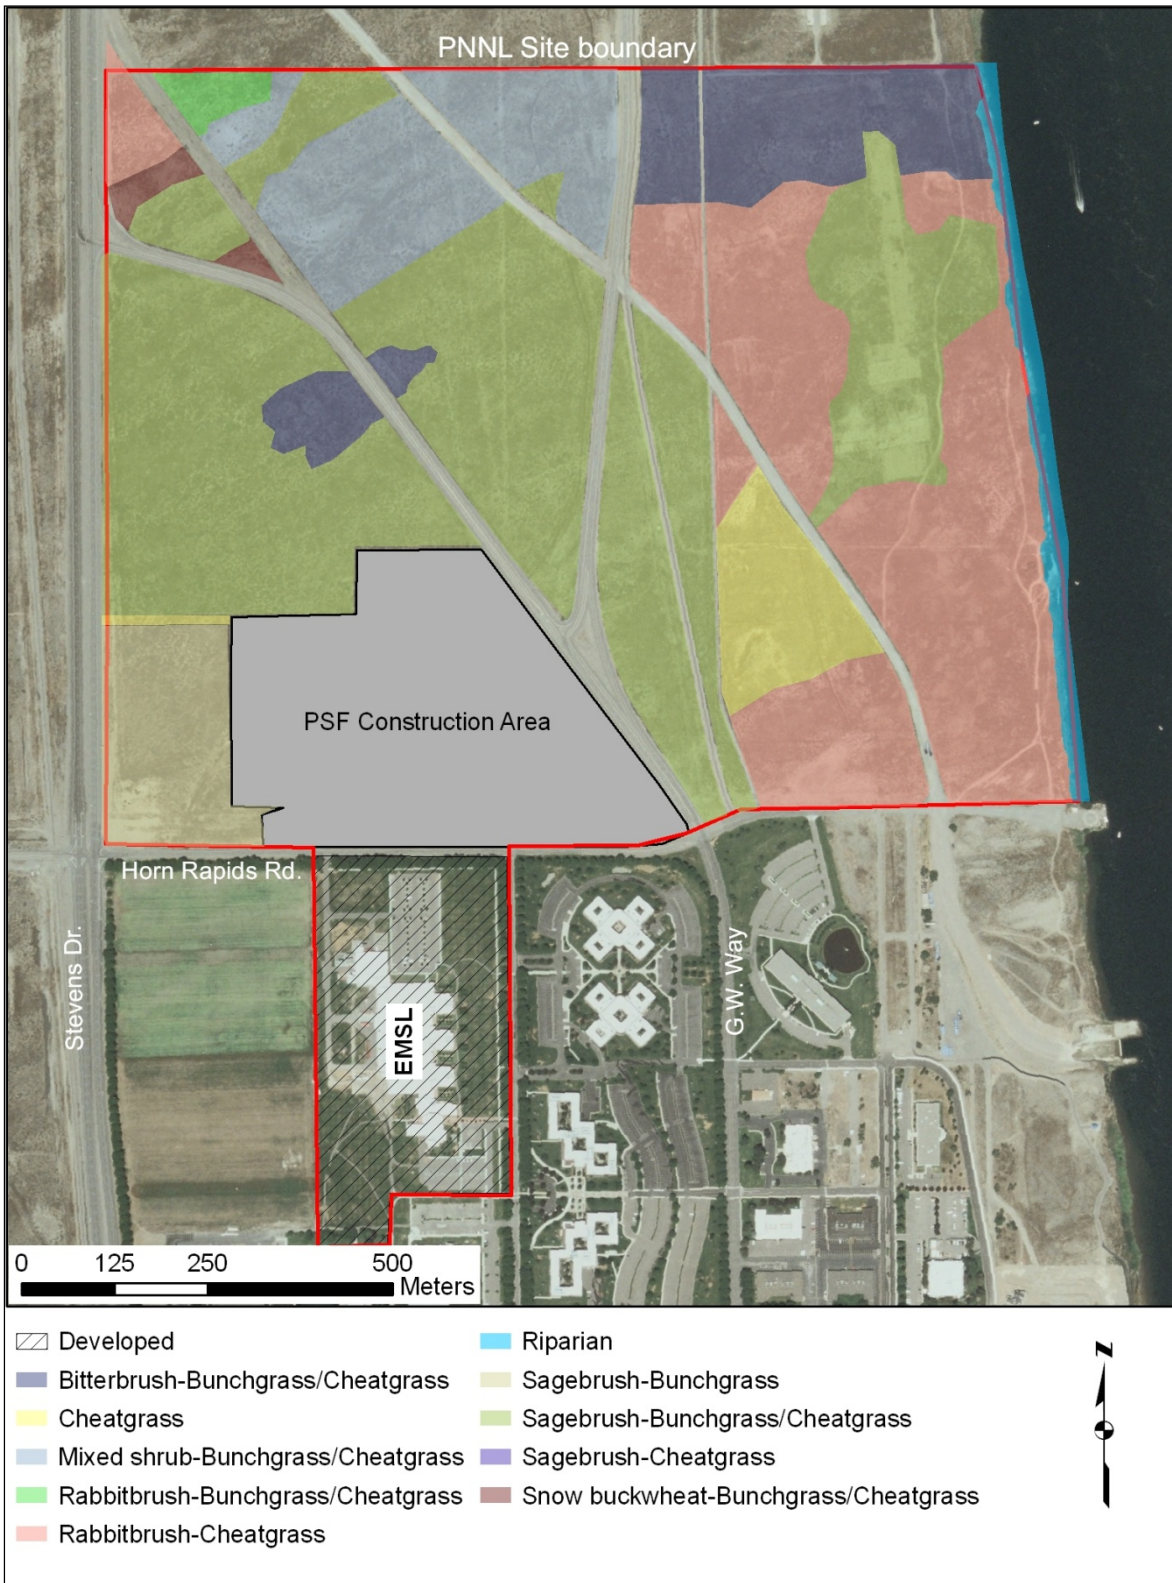 PNNL Site boundary
PSF Construction Area
Horn Rapids Rd.
Stevens Dr.
EMSL
G.W. Way
0 125 250 500
Meters
Developed
Bitterbrush-Bunchgrass/Cheatgrass
Cheatgrass
Mixed shrub-Bunchgrass/Cheatgrass
Rabbitbrush-Bunchgrass/Cheatgrass
Rabbitbrush-Cheatgrass
Riparian
Sagebrush-Bunchgrass
Sagebrush-Bunchgrass/Cheatgrass
Sagebrush-Cheatgrass
Snow buckwheat-Bunchgrass/Cheatgrass
N